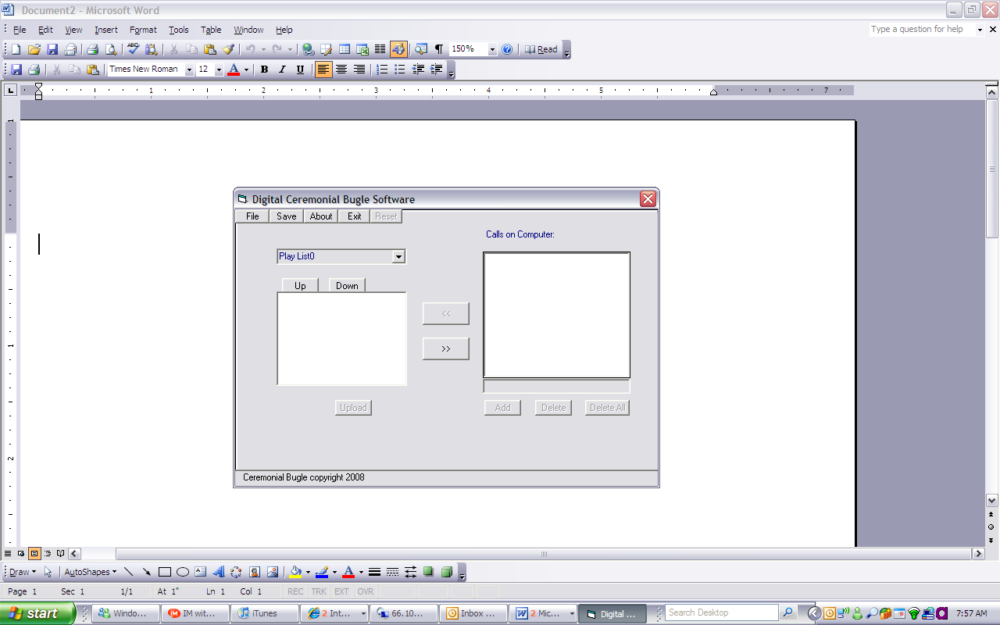 Document2 - Microsoft Word
File Edit View Insert Format Tools Table Window Help
Type a question for help
150%
Read
Times New Roman 12
B I U
1 2 3 4 5 7
Digital Ceremonial Bugle Software
File Save About Exit Reset
Calls on Computer:
Play List0
Up Down
<<
>>
Upload
Add Delete Delete All
Ceremonial Bugle copyright 2008
1
2
Draw AutoShapes
Page 1 Sec 1 1/1 At 1" Ln 1 Col 1 REC TRK EXT OVR
start Windo... IM wit... iTunes 2 Int... 66.10... Inbox ... 2 Micr... Digital ... Search Desktop 7:57 AM